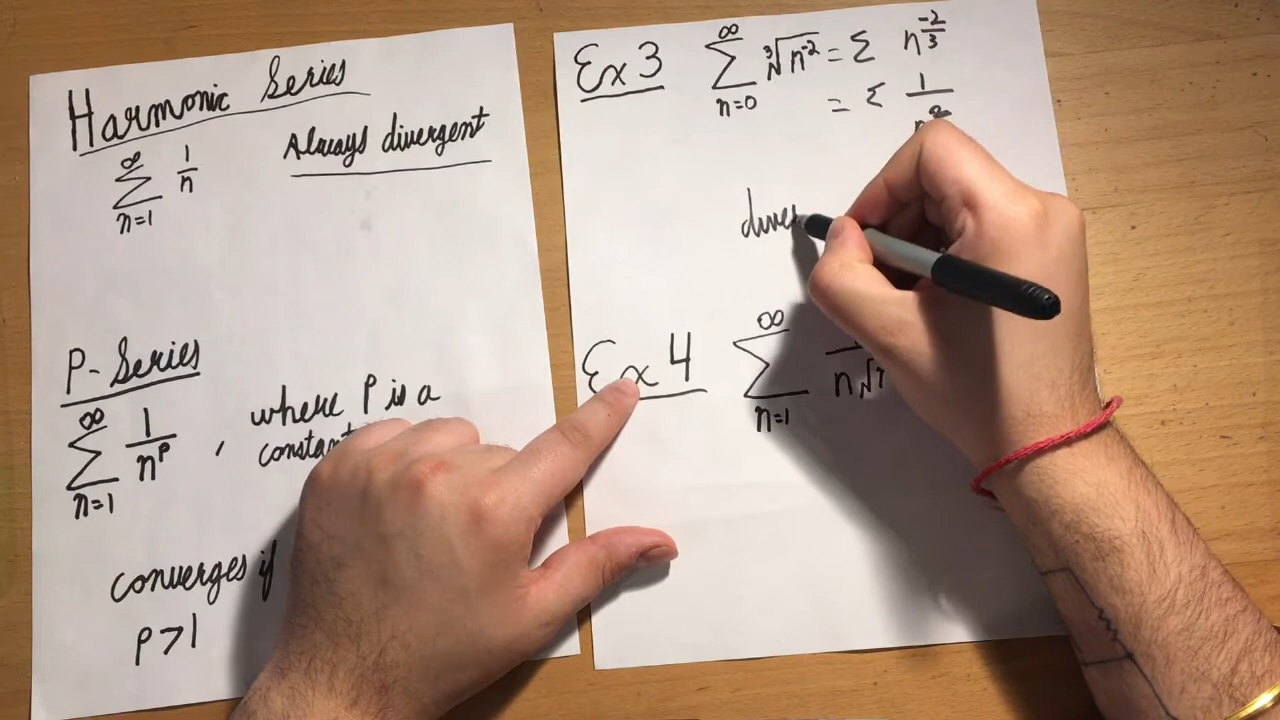 Harmonic Series
∞
∑ 1/n
n=1
Always divergent
P-Series
∞
∑ 1/n^p , where P is a
n=1
converges if
p>1
Ex 3
∞
∑ ∛n^-2 = Σ n^-2/3
n=0
= Σ 1/
Ex 4
∞
∑
n=1
n√